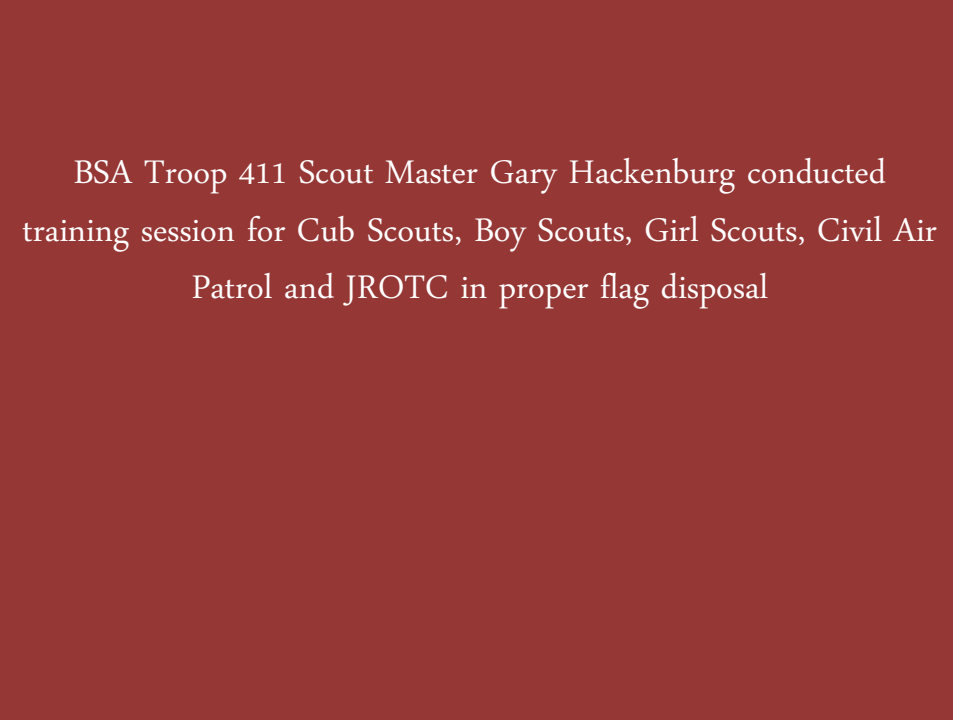 BSA Troop 411 Scout Master Gary Hackenburg conducted
training session for Cub Scouts, Boy Scouts, Girl Scouts, Civil Air
Patrol and JROTC in proper flag disposal